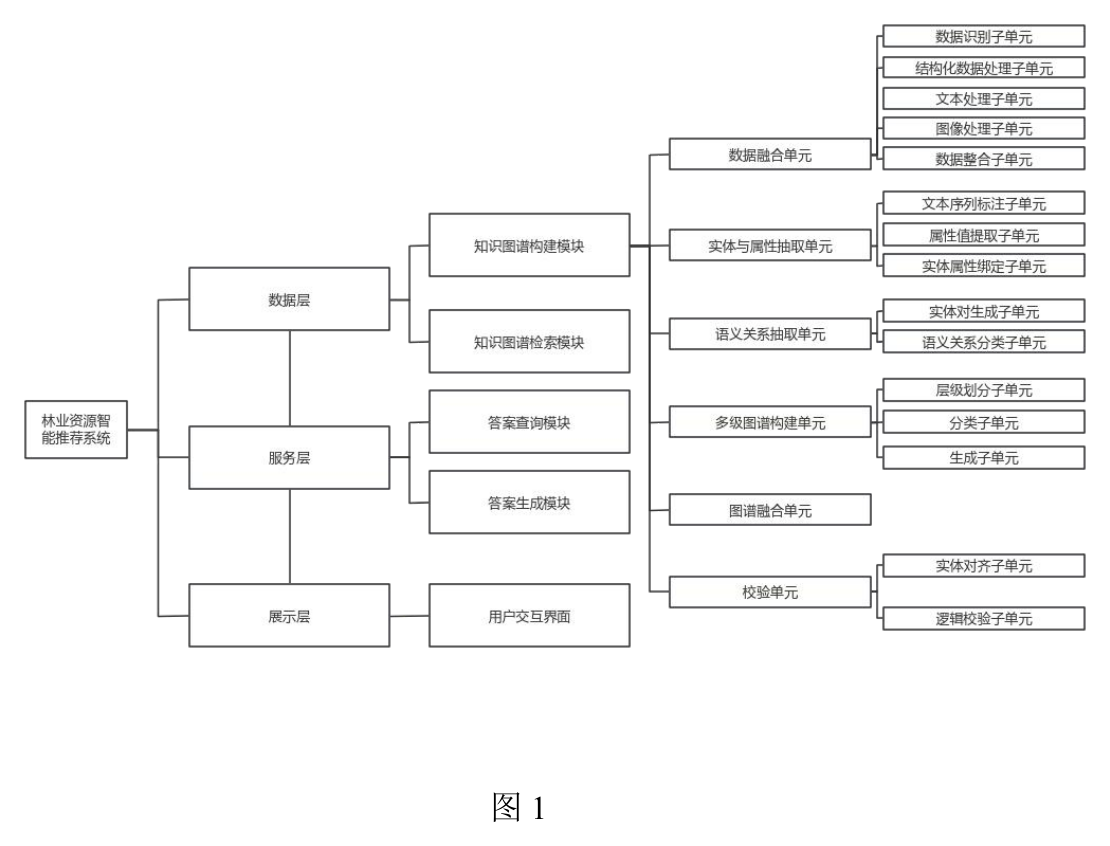 林业资源智
能推荐系统
数据层
服务层
展示层
知识图谱构建模块
知识图谱检索模块
答案查询模块
答案生成模块
用户交互界面
数据融合单元
实体与属性抽取单元
语义关系抽取单元
多级图谱构建单元
图谱融合单元
校验单元
数据识别子单元
结构化数据处理子单元
文本处理子单元
图像处理子单元
数据整合子单元
文本序列标注子单元
属性值提取子单元
实体属性绑定子单元
实体对生成子单元
语义关系分类子单元
层级划分子单元
分类子单元
生成子单元
实体对齐子单元
逻辑校验子单元
图 1